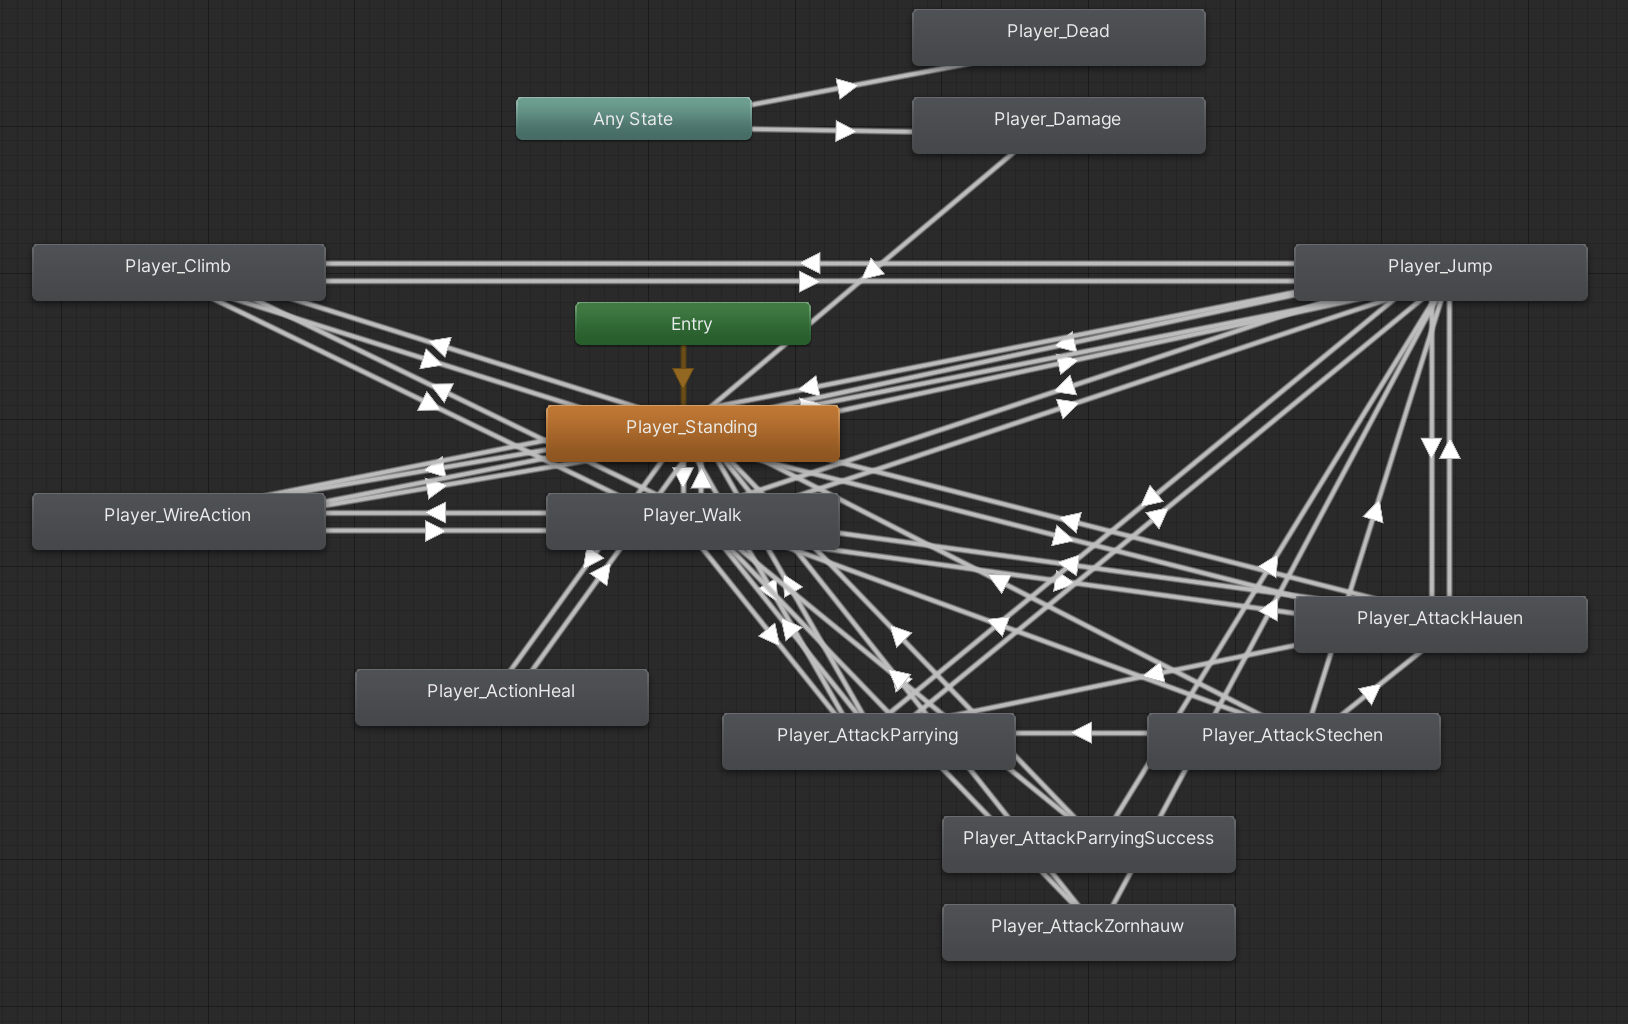 Player_Dead
Any State
Player_Damage
Player_Climb
Player_Jump
Entry
Player_Standing
Player_WireAction
Player_Walk
Player_AttackHauen
Player_ActionHeal
Player_AttackParrying
Player_AttackStechen
Player_AttackParryingSuccess
Player_AttackZornhauw